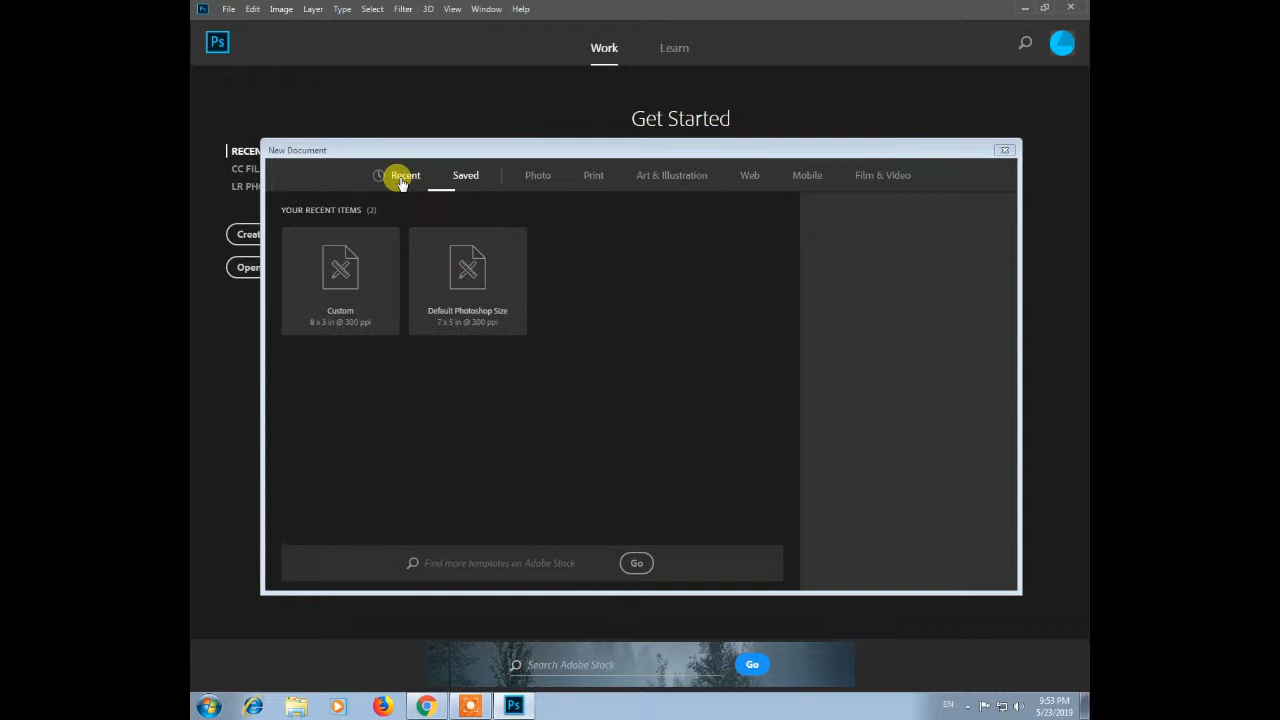 Ps File Edit Image Layer Type Select Filter 3D View Window Help
Ps Work Learn
Get Started
New Document
RECEN
CC FIL
LR PH
Creat
Open
Recent Saved Photo Print Art & Illustration Web Mobile Film & Video
YOUR RECENT ITEMS (2)
Custom
8 x 3 in @ 300 ppi
Default Photoshop Size
7 x 5 in @ 300 ppi
Find more templates on Adobe Stock Go
Search Adobe Stock Go
Ps EN 9:53 PM
5/23/2019